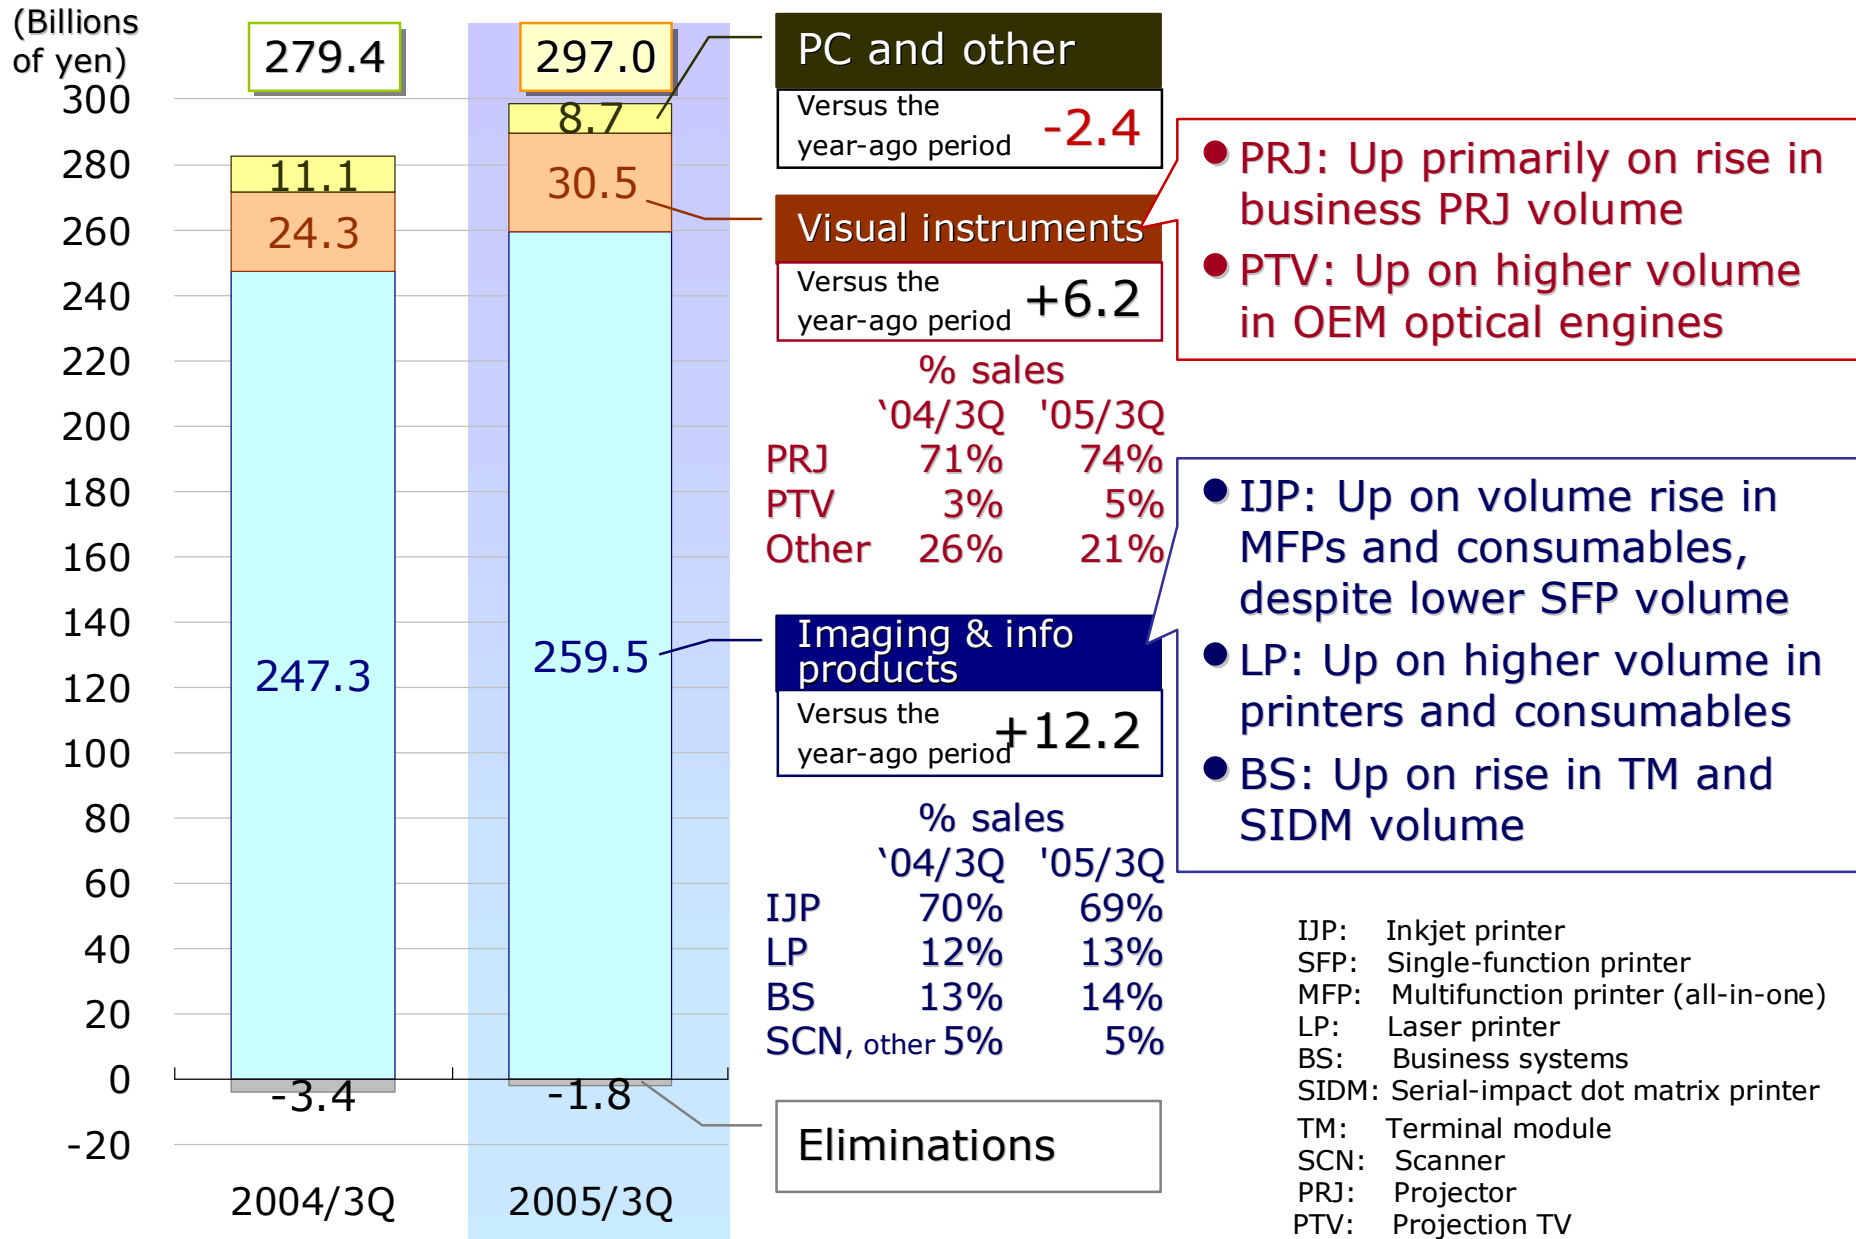 (Billions
of yen)
279.4
297.0
300
280
260
240
220
200
180
160
140
120
100
80
60
40
20
0
-20
11.1
24.3
247.3
-3.4
8.7
30.5
259.5
-1.8
2004/3Q
2005/3Q
PC and other
Versus the
year-ago period -2.4
Visual instruments
Versus the
year-ago period +6.2
% sales
‘04/3Q '05/3Q
PRJ 71% 74%
PTV 3% 5%
Other 26% 21%
Imaging & info
products
Versus the
year-ago period +12.2
% sales
‘04/3Q '05/3Q
IJP 70% 69%
LP 12% 13%
BS 13% 14%
SCN, other 5% 5%
Eliminations
● PRJ: Up primarily on rise in
business PRJ volume
● PTV: Up on higher volume
in OEM optical engines
● IJP: Up on volume rise in
MFPs and consumables,
despite lower SFP volume
● LP: Up on higher volume in
printers and consumables
● BS: Up on rise in TM and
SIDM volume
IJP: Inkjet printer
SFP: Single-function printer
MFP: Multifunction printer (all-in-one)
LP: Laser printer
BS: Business systems
SIDM: Serial-impact dot matrix printer
TM: Terminal module
SCN: Scanner
PRJ: Projector
PTV: Projection TV